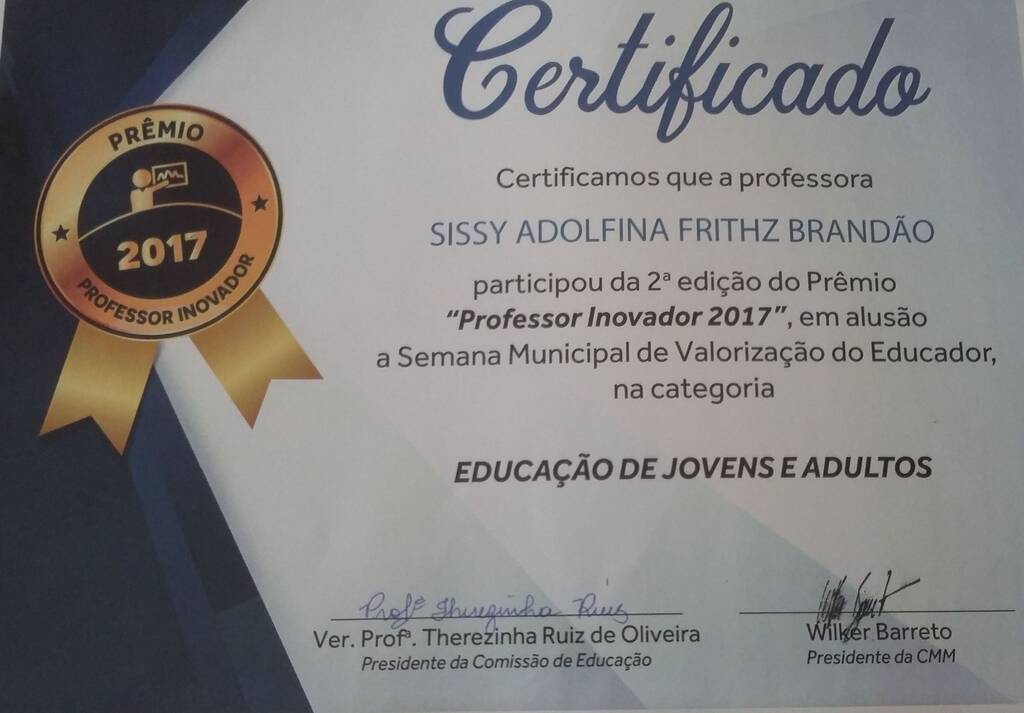 Certificado
PRÊMIO
2017
PROFESSOR INOVADOR
Certificamos que a professora
SISSY ADOLFINA FRITHZ BRANDÃO
participou da 2ª edição do Prêmio
"Professor Inovador 2017", em alusão
a Semana Municipal de Valorização do Educador,
na categoria
EDUCAÇÃO DE JOVENS E ADULTOS
Profª Therezinha Ruiz
Ver. Profª. Therezinha Ruiz de Oliveira
Presidente da Comissão de Educação
Wilker Barreto
Presidente da CMM